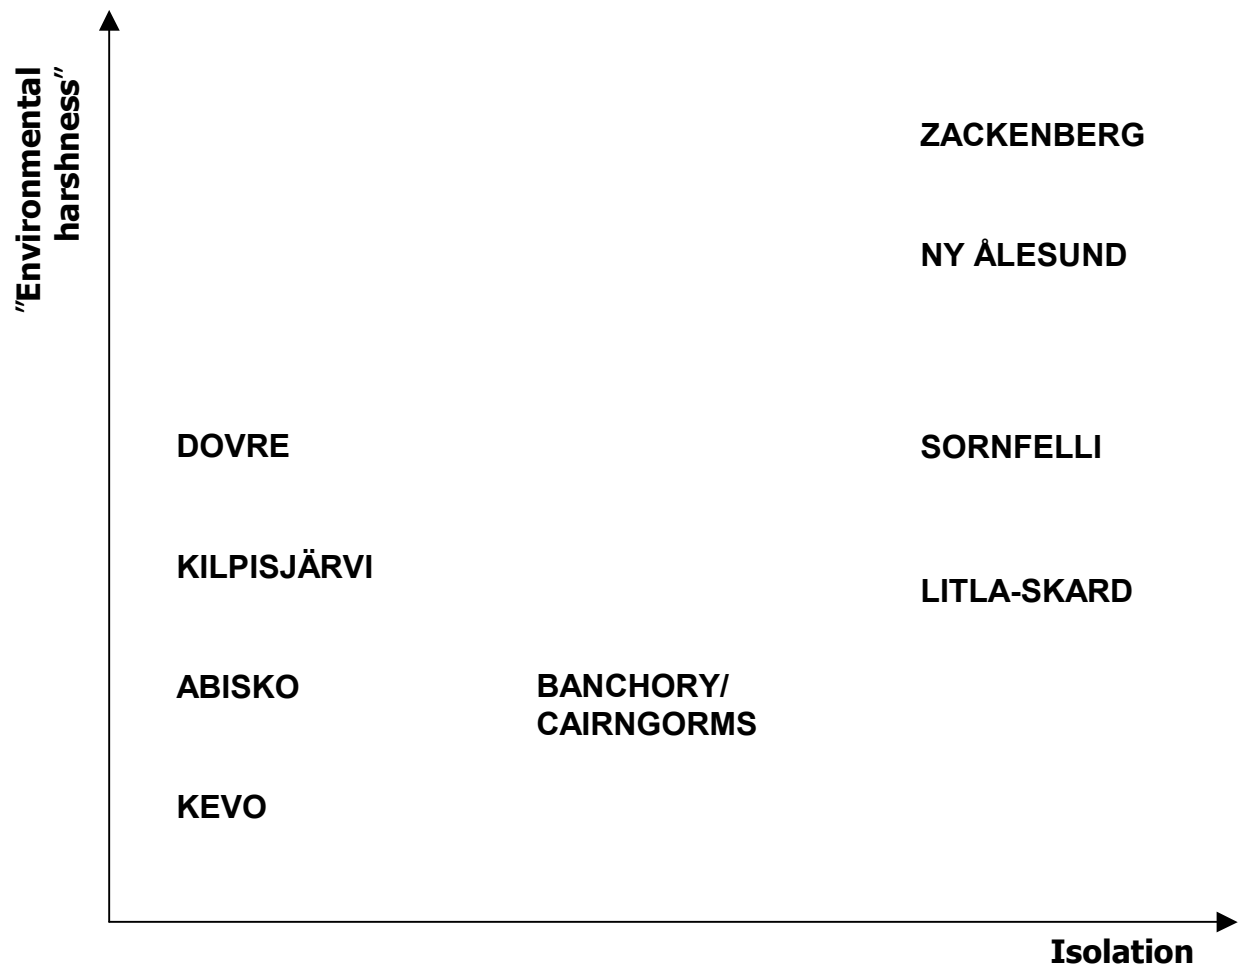 ″Environmental
harshness″
ZACKENBERG
NY ÅLESUND
DOVRE
SORNFELLI
KILPISJÄRVI
LITLA-SKARD
ABISKO
BANCHORY/
CAIRNGORMS
KEVO
Isolation